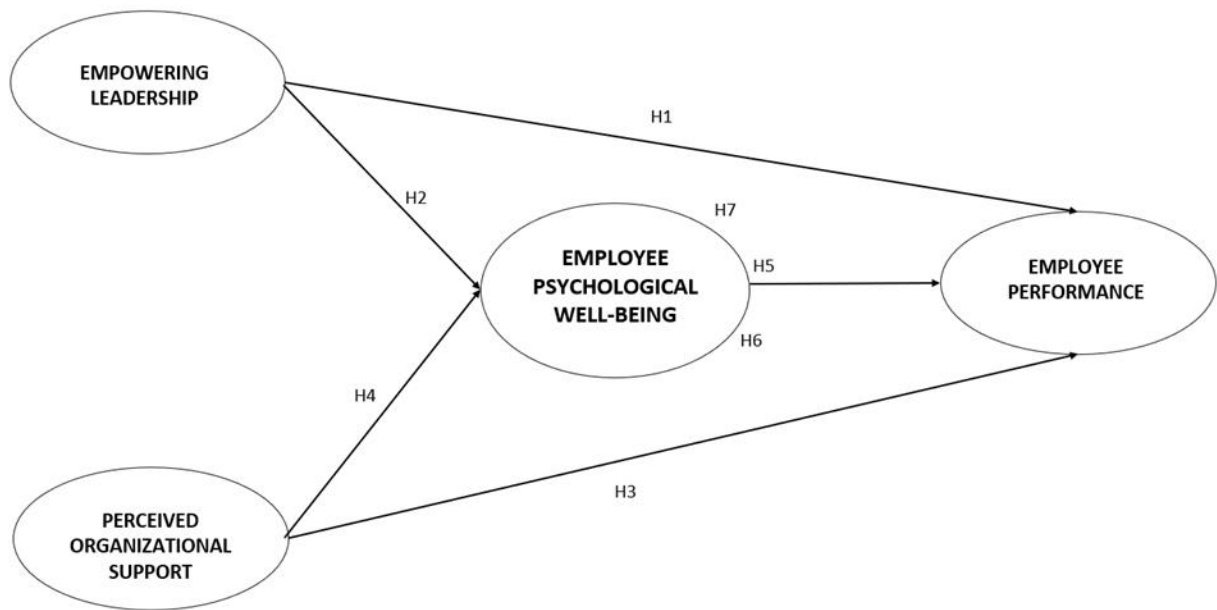 EMPOWERING
LEADERSHIP
H1
H2
H7
EMPLOYEE
PSYCHOLOGICAL
WELL-BEING
H5
EMPLOYEE
PERFORMANCE
H6
H4
H3
PERCEIVED
ORGANIZATIONAL
SUPPORT